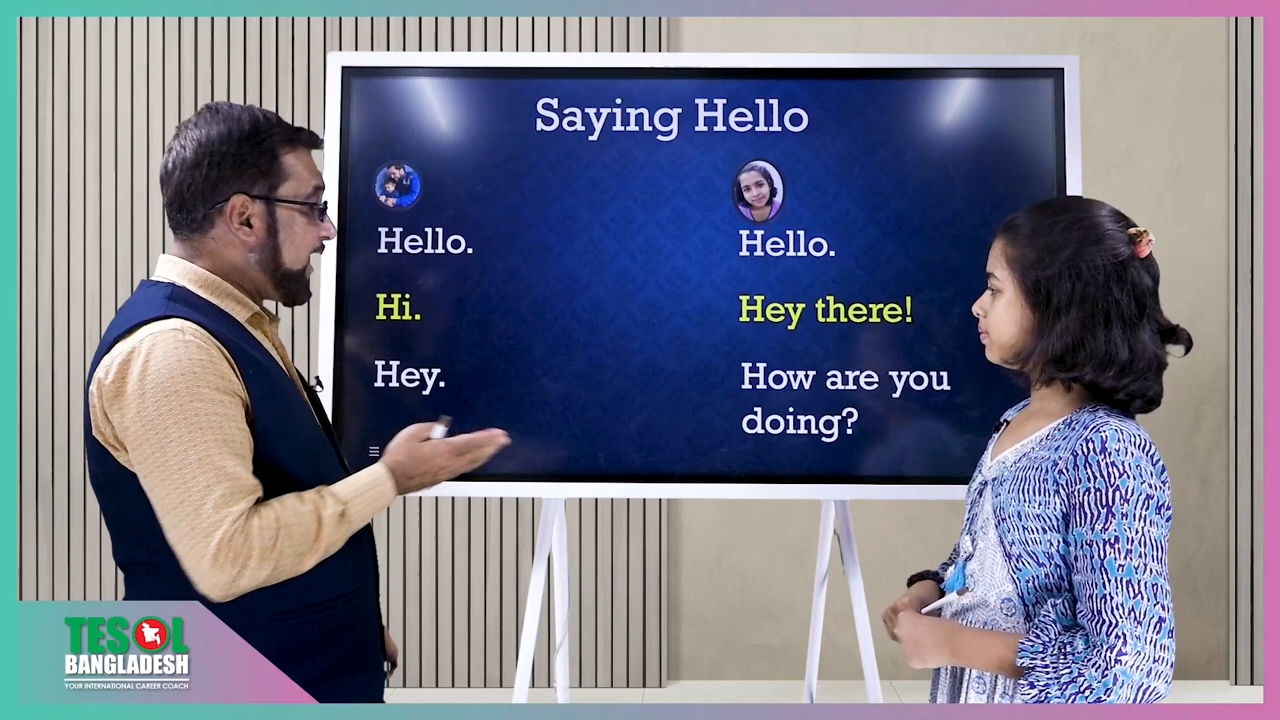 Saying Hello
Hello.
Hi.
Hey.
Hello.
Hey there!
How are you
doing?
TESOL
BANGLADESH
YOUR INTERNATIONAL CAREER COACH